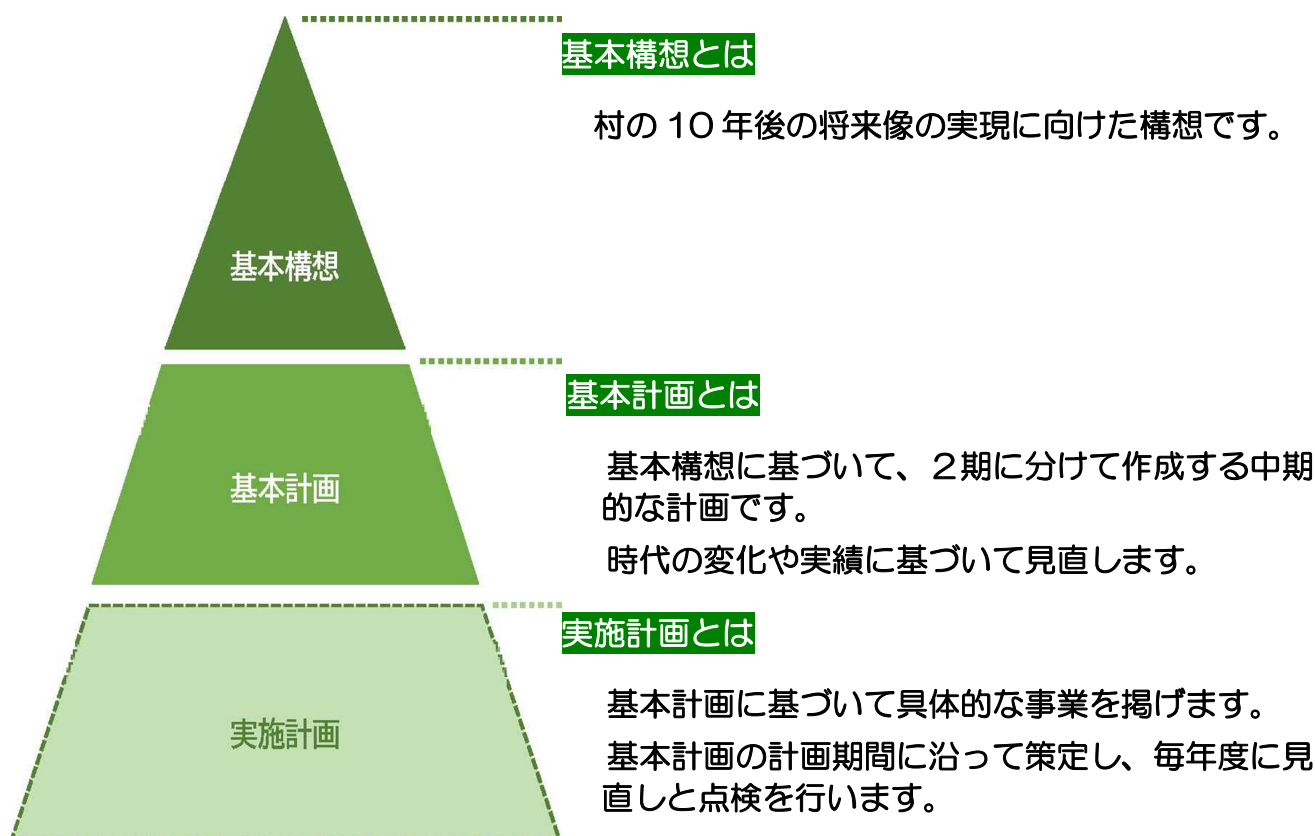 基本構想とは
村の 10 年後の将来像の実現に向けた構想です。
基本構想
基本計画とは
基本構想に基づいて、２期に分けて作成する中期
的な計画です。
時代の変化や実績に基づいて見直します。
基本計画
実施計画とは
基本計画に基づいて具体的な事業を掲げます。
基本計画の計画期間に沿って策定し、毎年度に見
直しと点検を行います。
実施計画